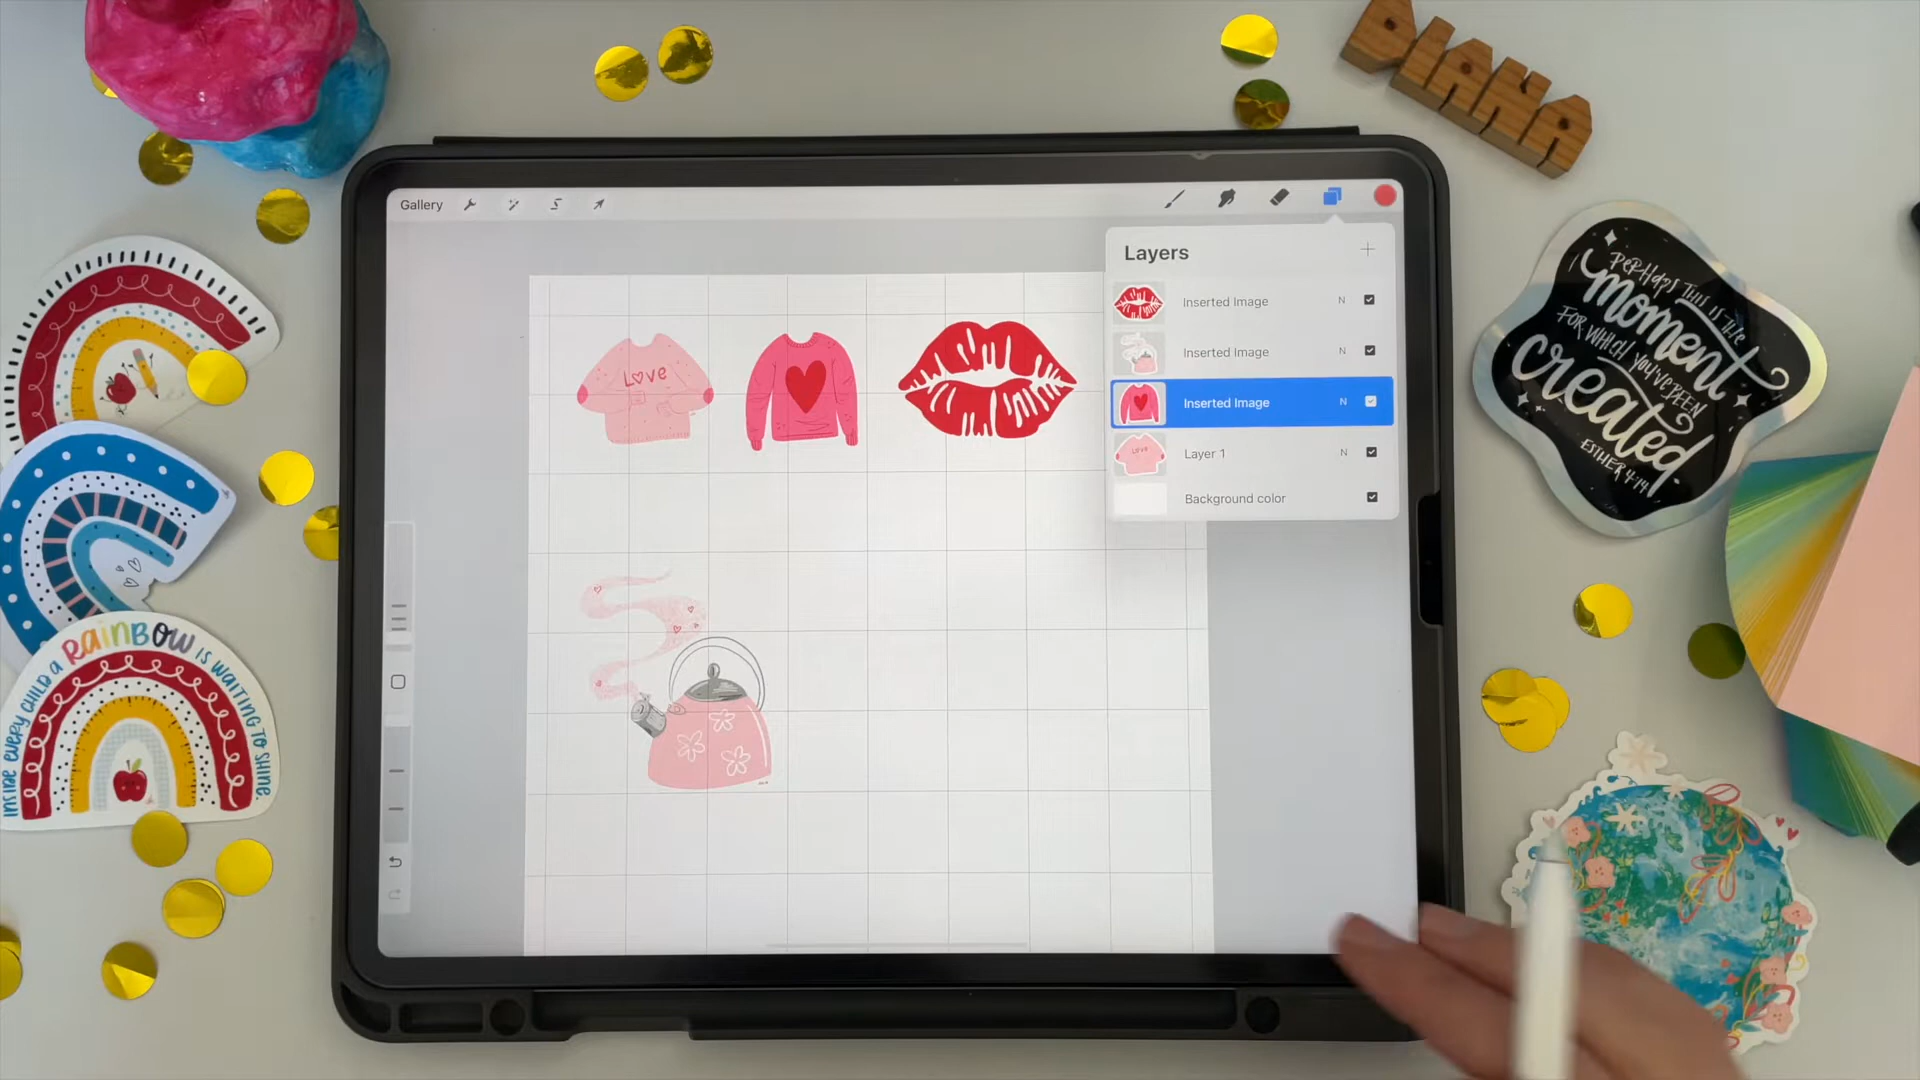 DIANA
Gallery
Layers
Inserted Image N
Inserted Image N
Inserted Image N
Layer 1 N
Background color
Love
Love
PERHAPS THIS IS THE
moment
FOR WHICH YOU'VE BEEN
created
ESTHER 4:14
INSIDE EVERY CHILD A RAINBOW IS WAITING TO SHINE